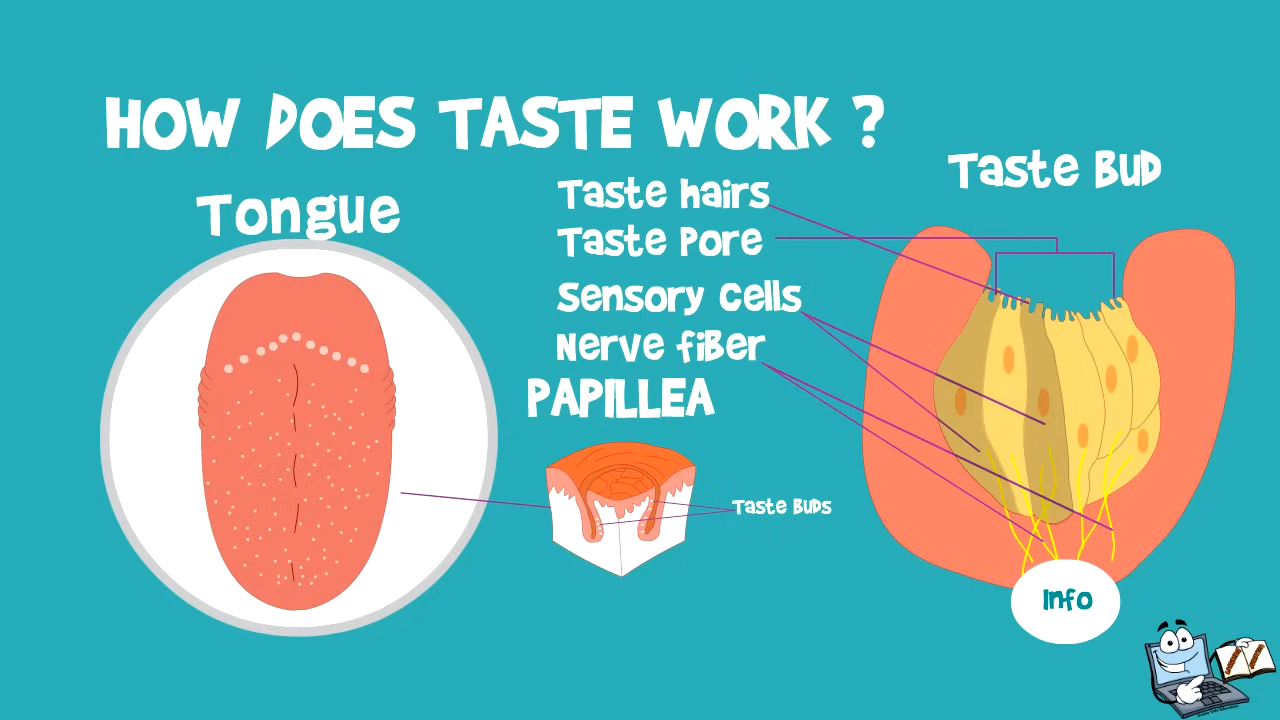 HOW DOES TASTE WORK ?
Taste Bud
Tongue
Taste hairs
Taste Pore
Sensory cells
Nerve fiber
PAPILLEA
Taste Buds
Info